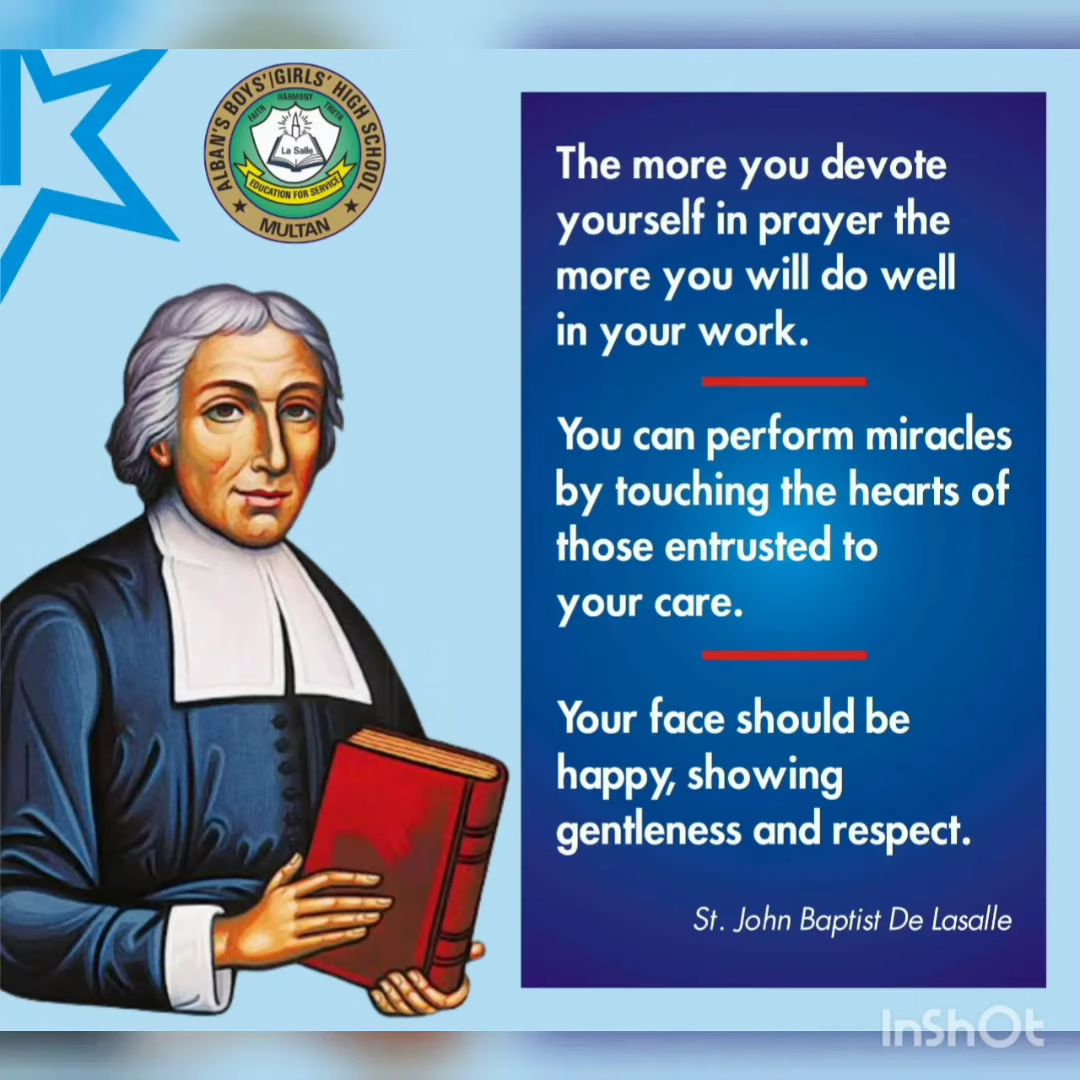 ALBAN'S BOYS'/GIRLS' HIGH SCHOOL
FAITH HARMONY TRUTH
La Salle
EDUCATION FOR SERVICE
MULTAN
The more you devote
yourself in prayer the
more you will do well
in your work.
You can perform miracles
by touching the hearts of
those entrusted to
your care.
Your face should be
happy, showing
gentleness and respect.
St. John Baptist De Lasalle
InShOt